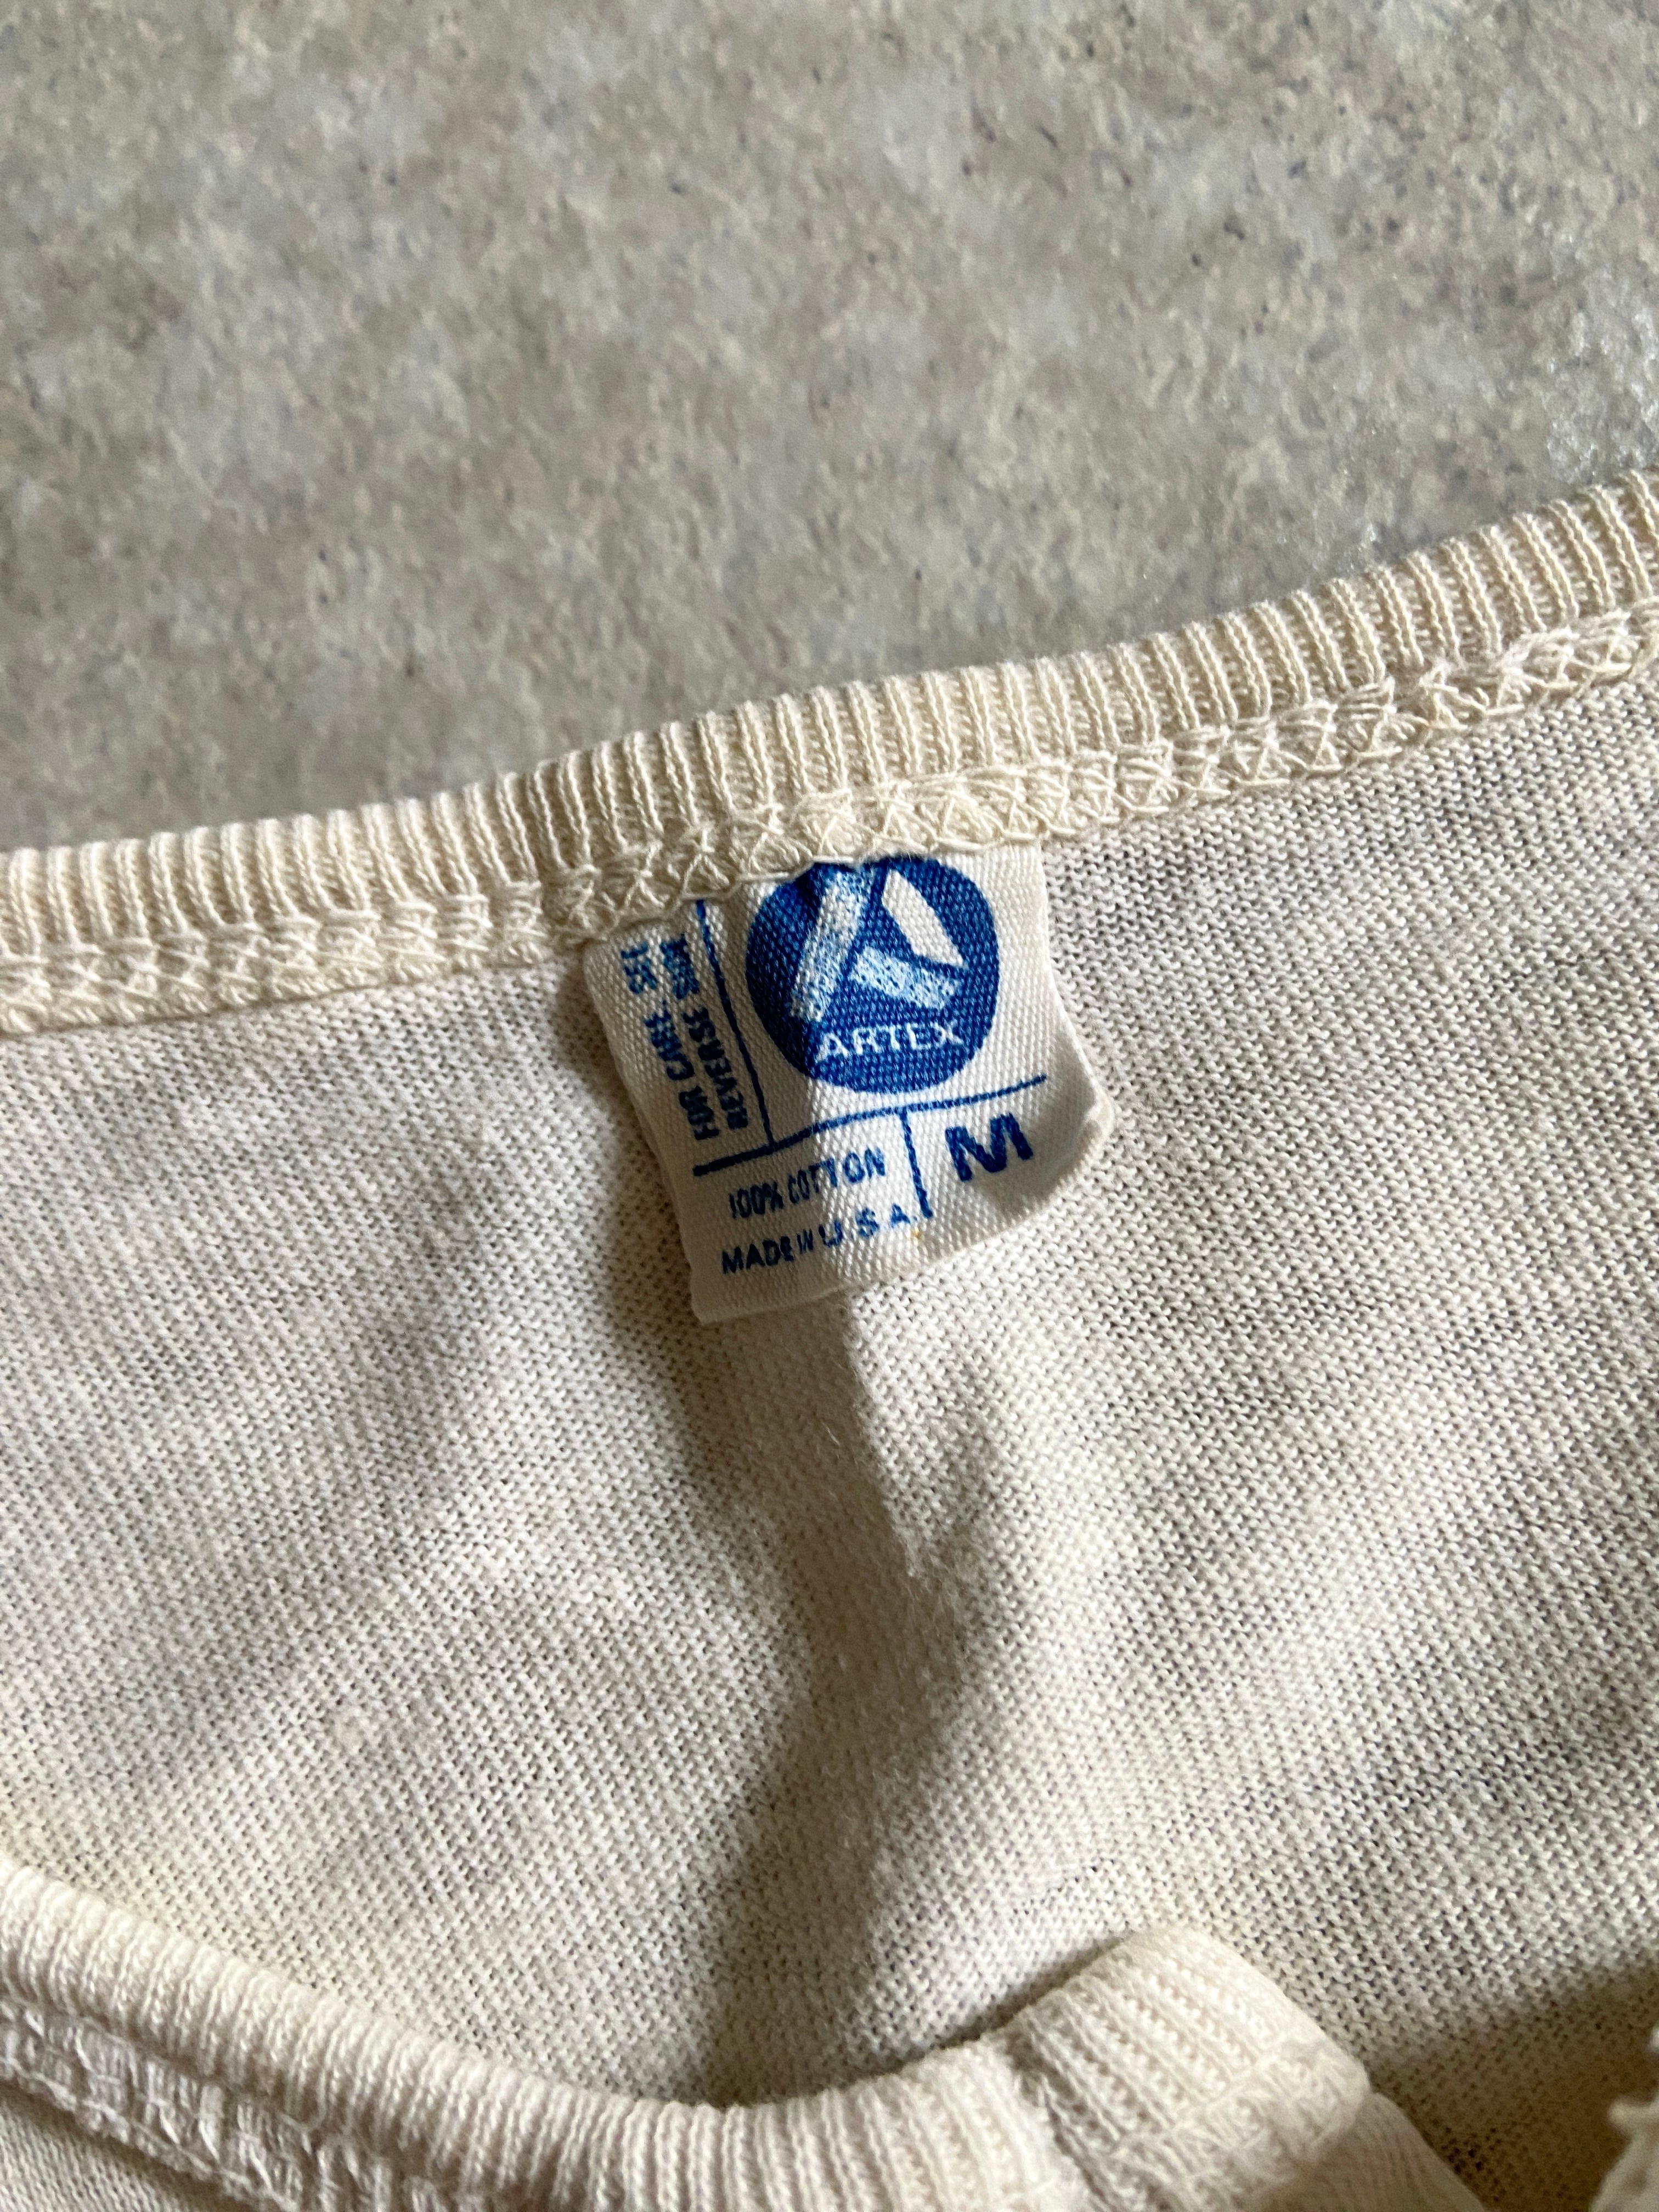 ARTEX
FOR CARE, SEE
REVERSE SIDE
M
100% COTTON
MADE IN U S A